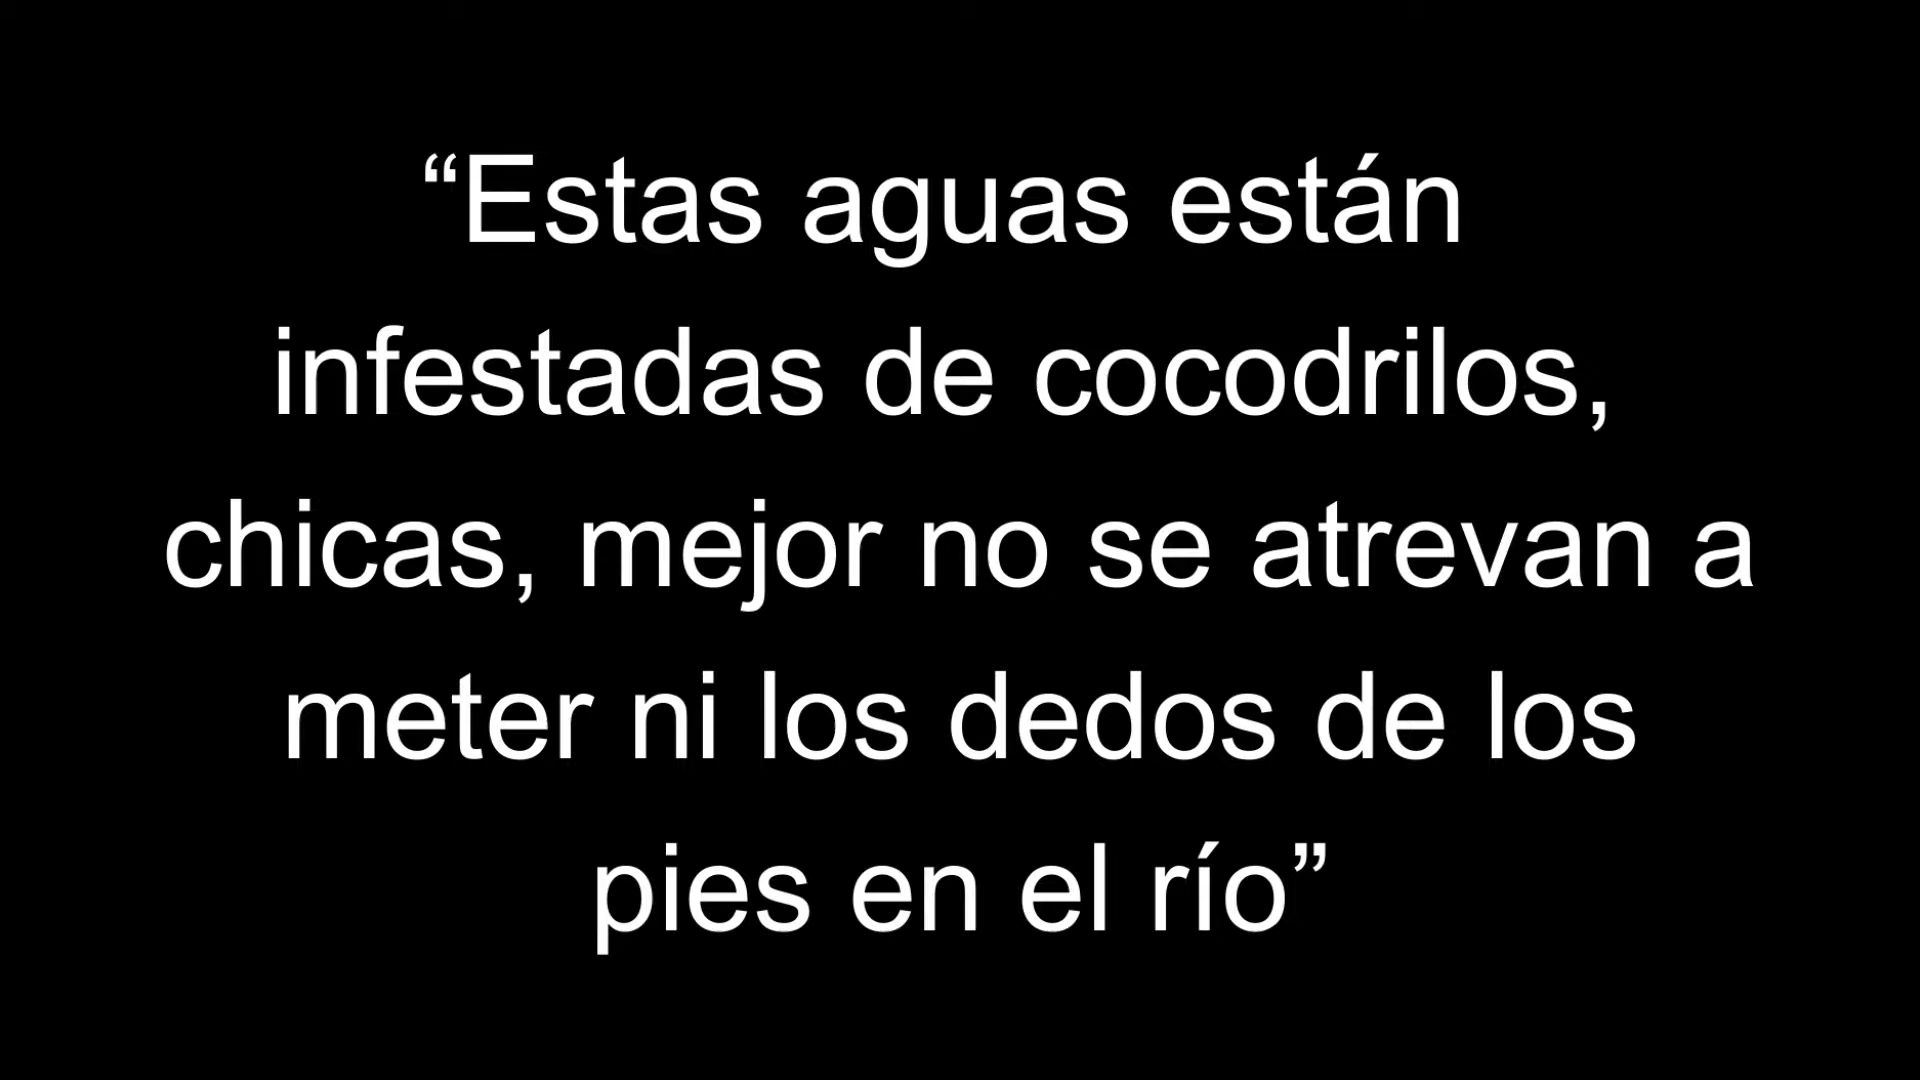 “Estas aguas están
infestadas de cocodrilos,
chicas, mejor no se atrevan a
meter ni los dedos de los
pies en el río”